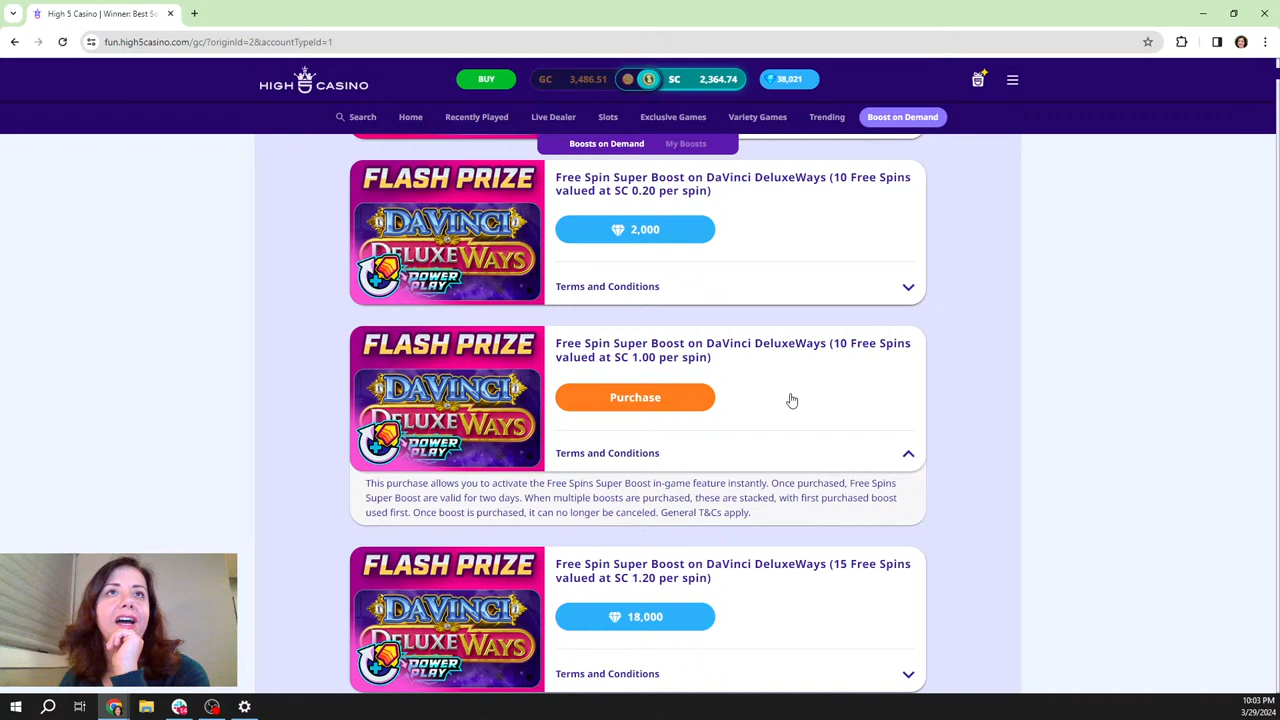 High 5 Casino | Winner: Best So
fun.high5casino.com/gc/?originId=2&accountTypeId=1
HIGH 5 CASINO
BUY
GC 3,486.51
SC 2,364.74
38,021
Search
Home
Recently Played
Live Dealer
Slots
Exclusive Games
Variety Games
Trending
Boost on Demand
Boosts on Demand
My Boosts
FLASH PRIZE
DAVINCI
DELUXEWAYS
POWER
PLAY
Free Spin Super Boost on DaVinci DeluxeWays (10 Free Spins
valued at SC 0.20 per spin)
2,000
Terms and Conditions
FLASH PRIZE
DAVINCI
DELUXEWAYS
POWER
PLAY
Free Spin Super Boost on DaVinci DeluxeWays (10 Free Spins
valued at SC 1.00 per spin)
Purchase
Terms and Conditions
This purchase allows you to activate the Free Spins Super Boost in-game feature instantly. Once purchased, Free Spins
Super Boost are valid for two days. When multiple boosts are purchased, these are stacked, with first purchased boost
used first. Once boost is purchased, it can no longer be canceled. General T&Cs apply.
FLASH PRIZE
DAVINCI
DELUXEWAYS
POWER
PLAY
Free Spin Super Boost on DaVinci DeluxeWays (15 Free Spins
valued at SC 1.20 per spin)
18,000
Terms and Conditions
10:03 PM
3/29/2024